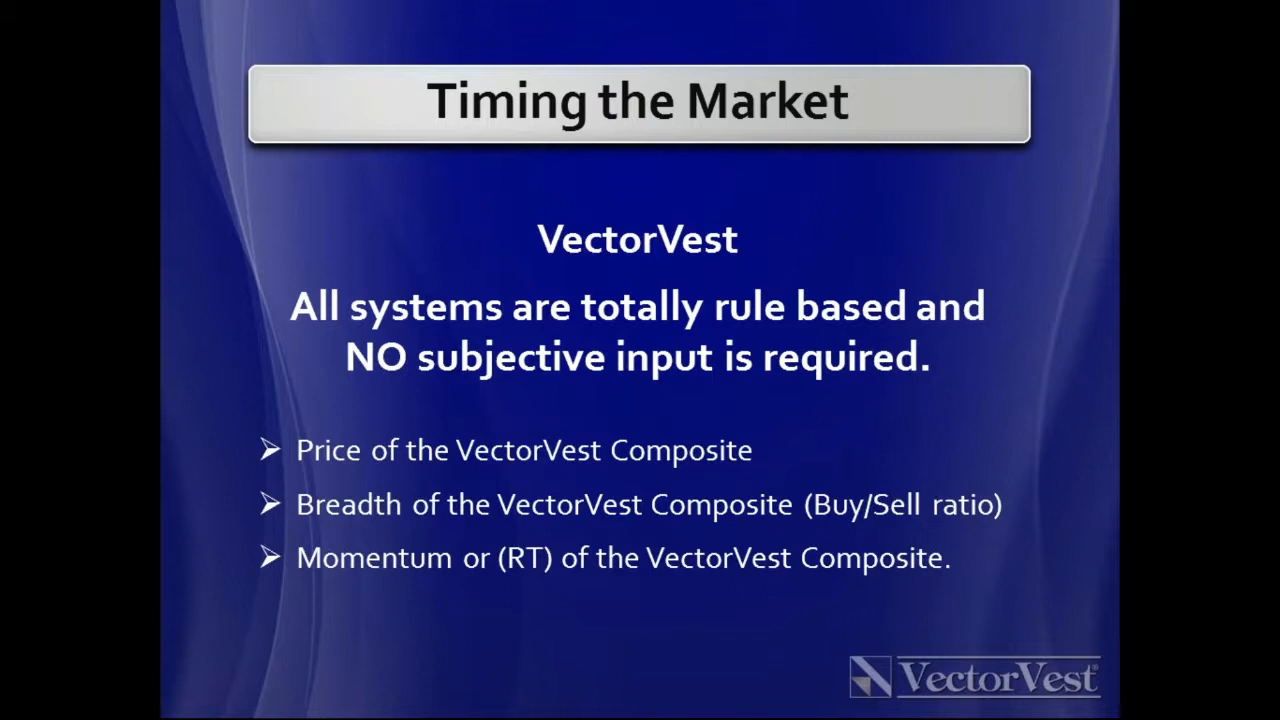 Timing the Market
VectorVest
All systems are totally rule based and
NO subjective input is required.
➢ Price of the VectorVest Composite
➢ Breadth of the VectorVest Composite (Buy/Sell ratio)
➢ Momentum or (RT) of the VectorVest Composite.
VectorVest®